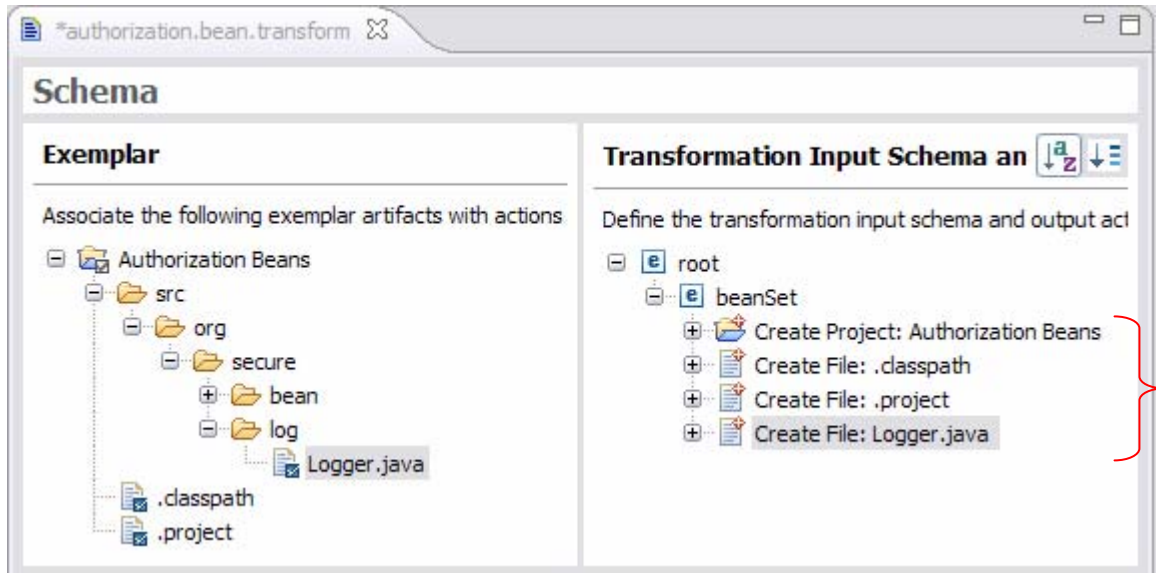 *authorization.bean.transform
Schema
Exemplar
Associate the following exemplar artifacts with actions
Authorization Beans
src
org
secure
bean
log
Logger.java
.classpath
.project
Transformation Input Schema an
Define the transformation input schema and output act
root
beanSet
Create Project: Authorization Beans
Create File: .classpath
Create File: .project
Create File: Logger.java